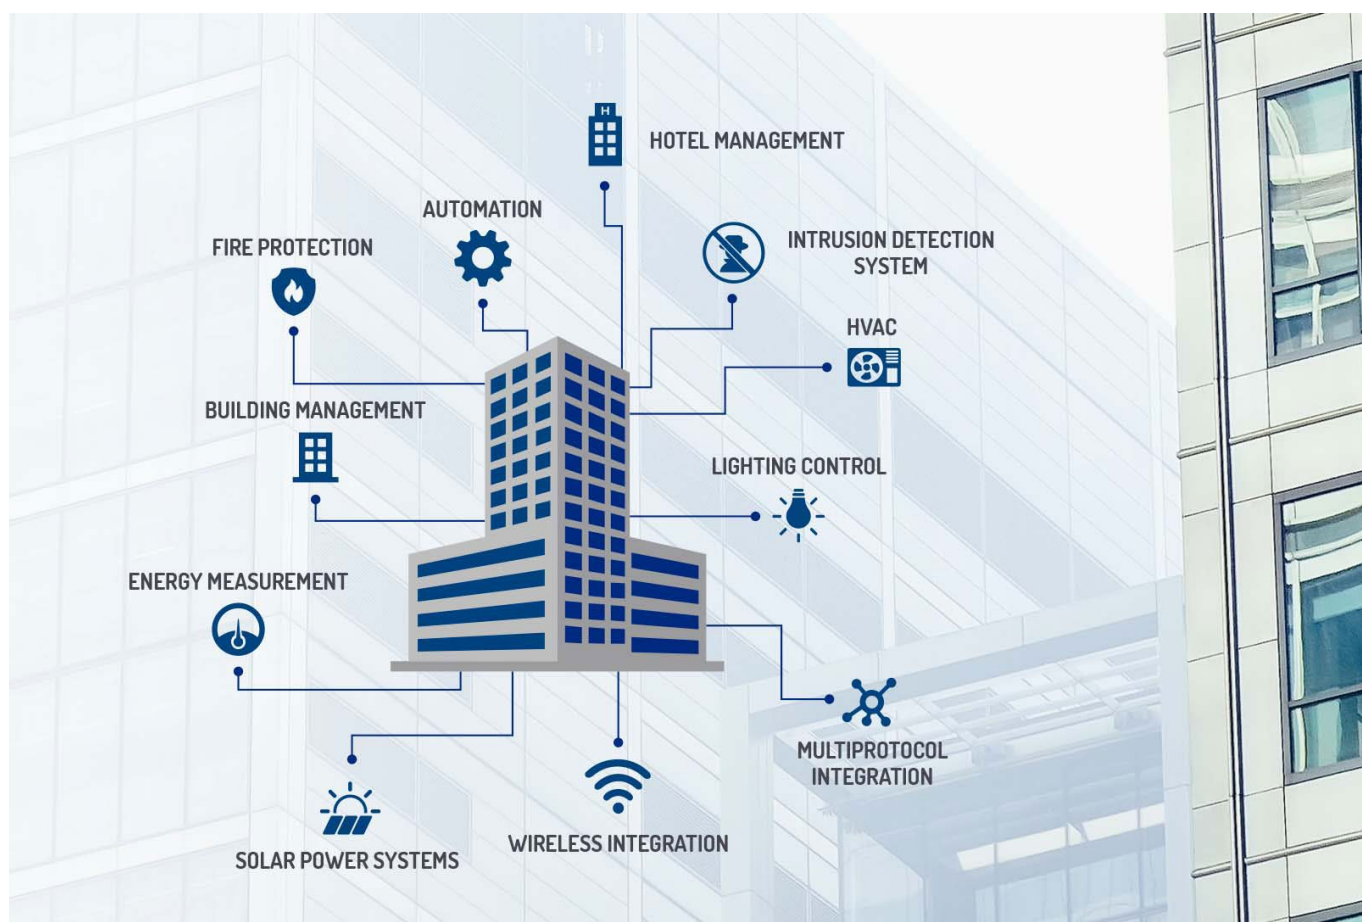 H
HOTEL MANAGEMENT
AUTOMATION
FIRE PROTECTION
INTRUSION DETECTION
SYSTEM
HVAC
BUILDING MANAGEMENT
LIGHTING CONTROL
ENERGY MEASUREMENT
MULTIPROTOCOL
INTEGRATION
WIRELESS INTEGRATION
SOLAR POWER SYSTEMS